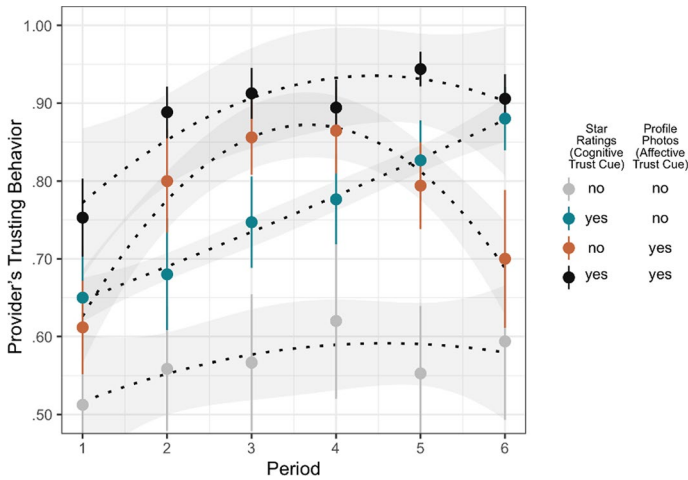 1.00
.90
.80
.70
.60
.50
Provider's Trusting Behavior
1 2 3 4 5 6
Period
Star Ratings (Cognitive Trust Cue)
Profile Photos (Affective Trust Cue)
no no
yes no
no yes
yes yes